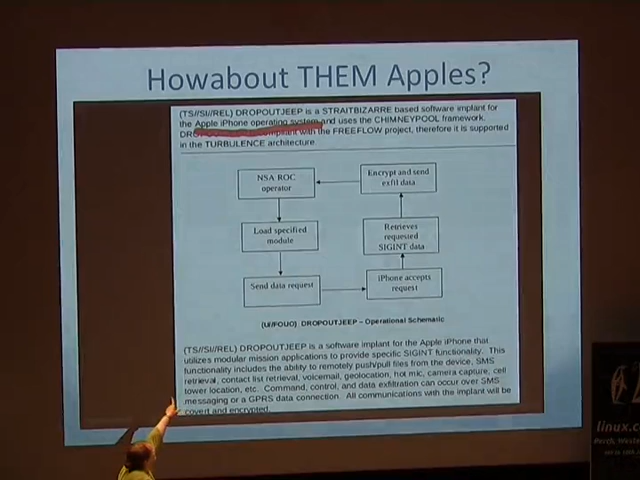 Howabout THEM Apples?
(TS//SI//REL) DROPOUTJEEP is a STRAITBIZARRE based software implant for
the Apple iPhone operating system and uses the CHIMNEYPOOL framework.
compliant with the FREEFLOW project, therefore it is supported
in the TURBULENCE architecture
NSA ROC
operator
Encrypt and send
exfil data
Load specified
module
Retrieves
requested
SIGINT data
Send data request
iPhone accepts
request
(U//FOUO) DROPOUTJEEP – Operational Schematic
(TS//SI//REL) DROPOUTJEEP is a software implant for the Apple iPhone that
utilizes modular mission applications to provide specific SIGINT functionality. This
functionality includes the ability to remotely push/pull files from the device, SMS
retrieval, contact list retrieval, voicemail, geolocation, hot mic, camera capture, cell
tower location, etc. Command, control, and data exfiltration can occur over SMS
messaging or a GPRS data connection. All communications with the implant will be
covert and encrypted.
linux.c
Perth Weste